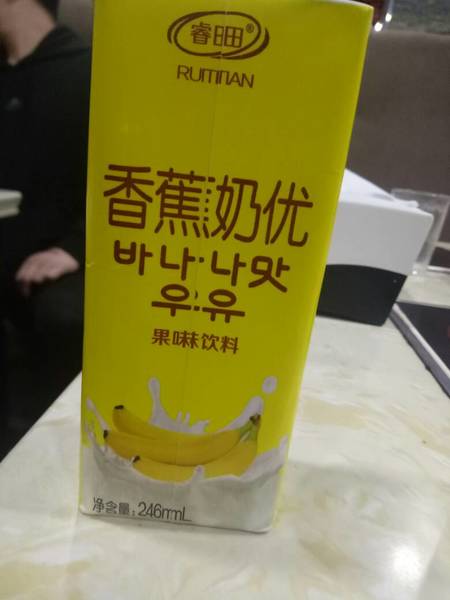 睿田®
RUITIAN
香蕉奶优
바나나맛
우유
果味饮料
净含量:246mL